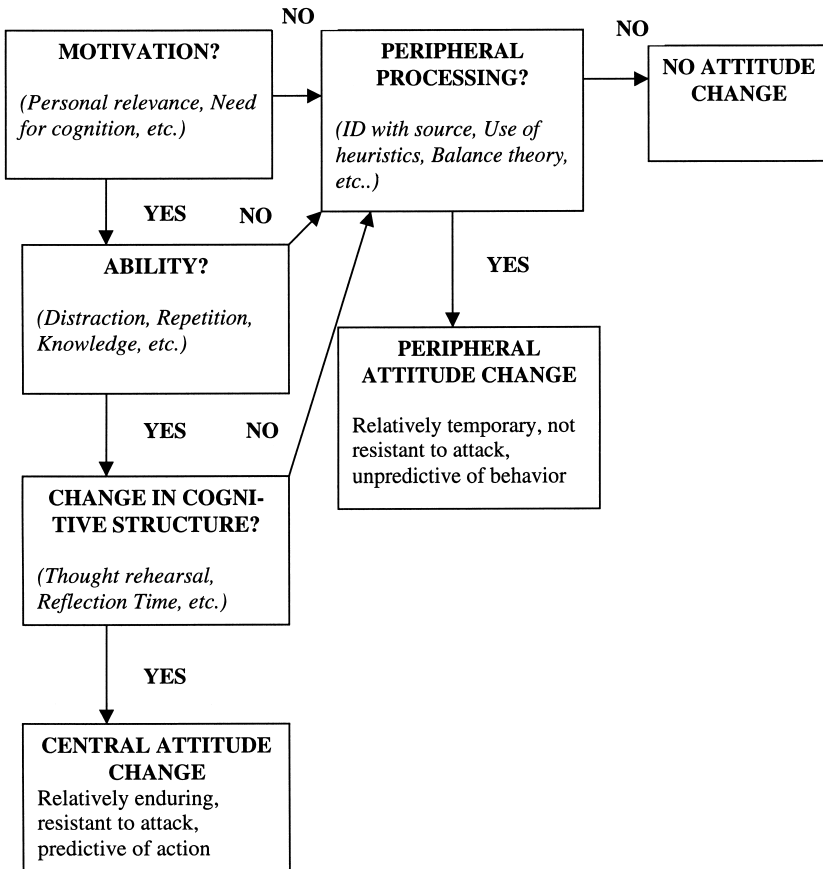 NO
MOTIVATION?
(Personal relevance, Need
for cognition, etc.)
PERIPHERAL
PROCESSING?
(ID with source, Use of
heuristics, Balance theory,
etc..)
NO
NO ATTITUDE
CHANGE
YES
NO
ABILITY?
(Distraction, Repetition,
Knowledge, etc.)
YES
PERIPHERAL
ATTITUDE CHANGE
Relatively temporary, not
resistant to attack,
unpredictive of behavior
YES
NO
CHANGE IN COGNI-
TIVE STRUCTURE?
(Thought rehearsal,
Reflection Time, etc.)
YES
CENTRAL ATTITUDE
CHANGE
Relatively enduring,
resistant to attack,
predictive of action